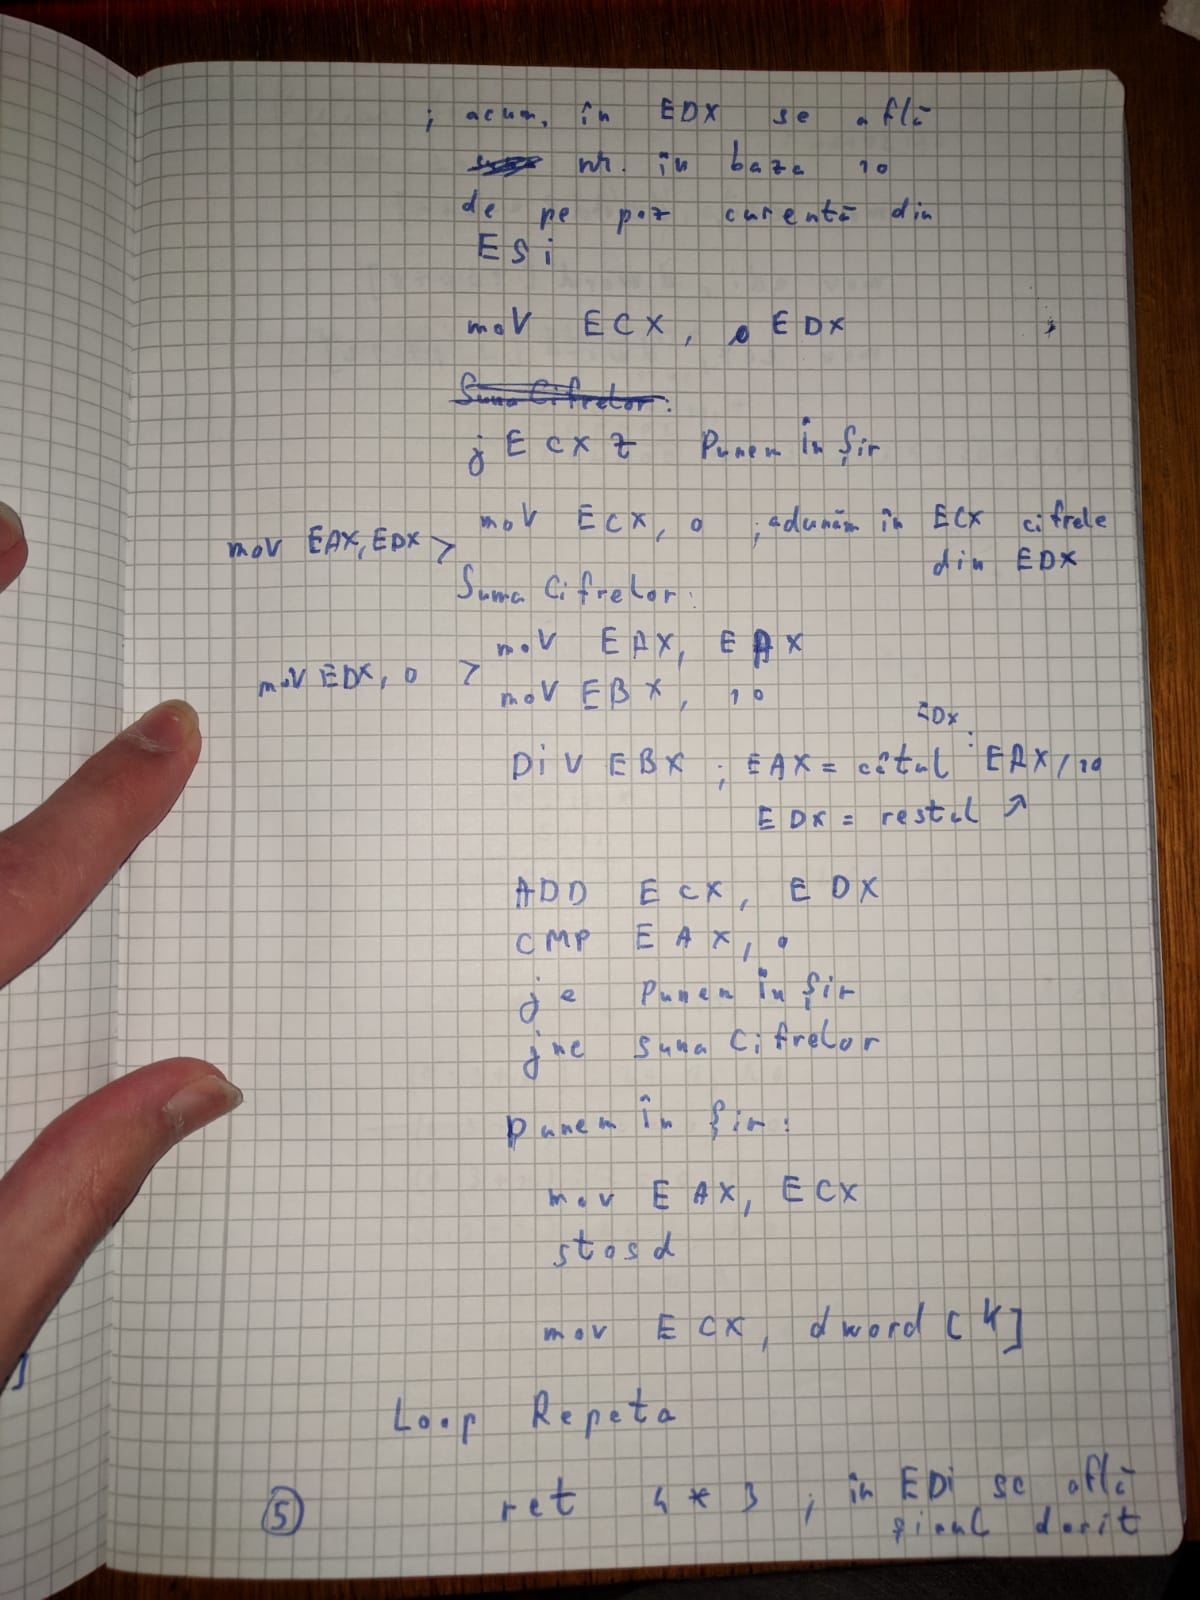 ; acum, în EDX se află
nr. în baza 10
de pe poz curentă din
ESi
mov ECX, EDX
Suma Cifrelor:
jECXZ Punem În Șir
mov ECX, 0 ; adunăm în ECX cifrele
din EDX
mov EAX, EDX >
Suma Cifrelor:
mov EAX, EAX
mov EDX, 0 >
mov EBX, 10
EDX
Div EBX ; EAX = câtul : EAX/10
EDX = restul ↗
ADD ECX, EDX
CMP EAX, 0
je Punem În Șir
jne Suma Cifrelor
Punem În Șir:
mov EAX, ECX
stosd
mov ECX, dword [K]
Loop Repeta
5 ret 4 * 3 ; în EDi se află
șirul dorit
]